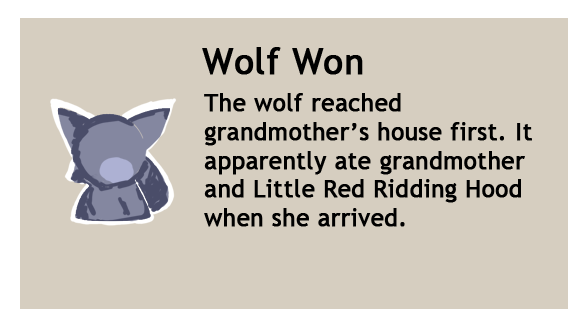 Wolf Won
The wolf reached
grandmother’s house first. It
apparently ate grandmother
and Little Red Ridding Hood
when she arrived.